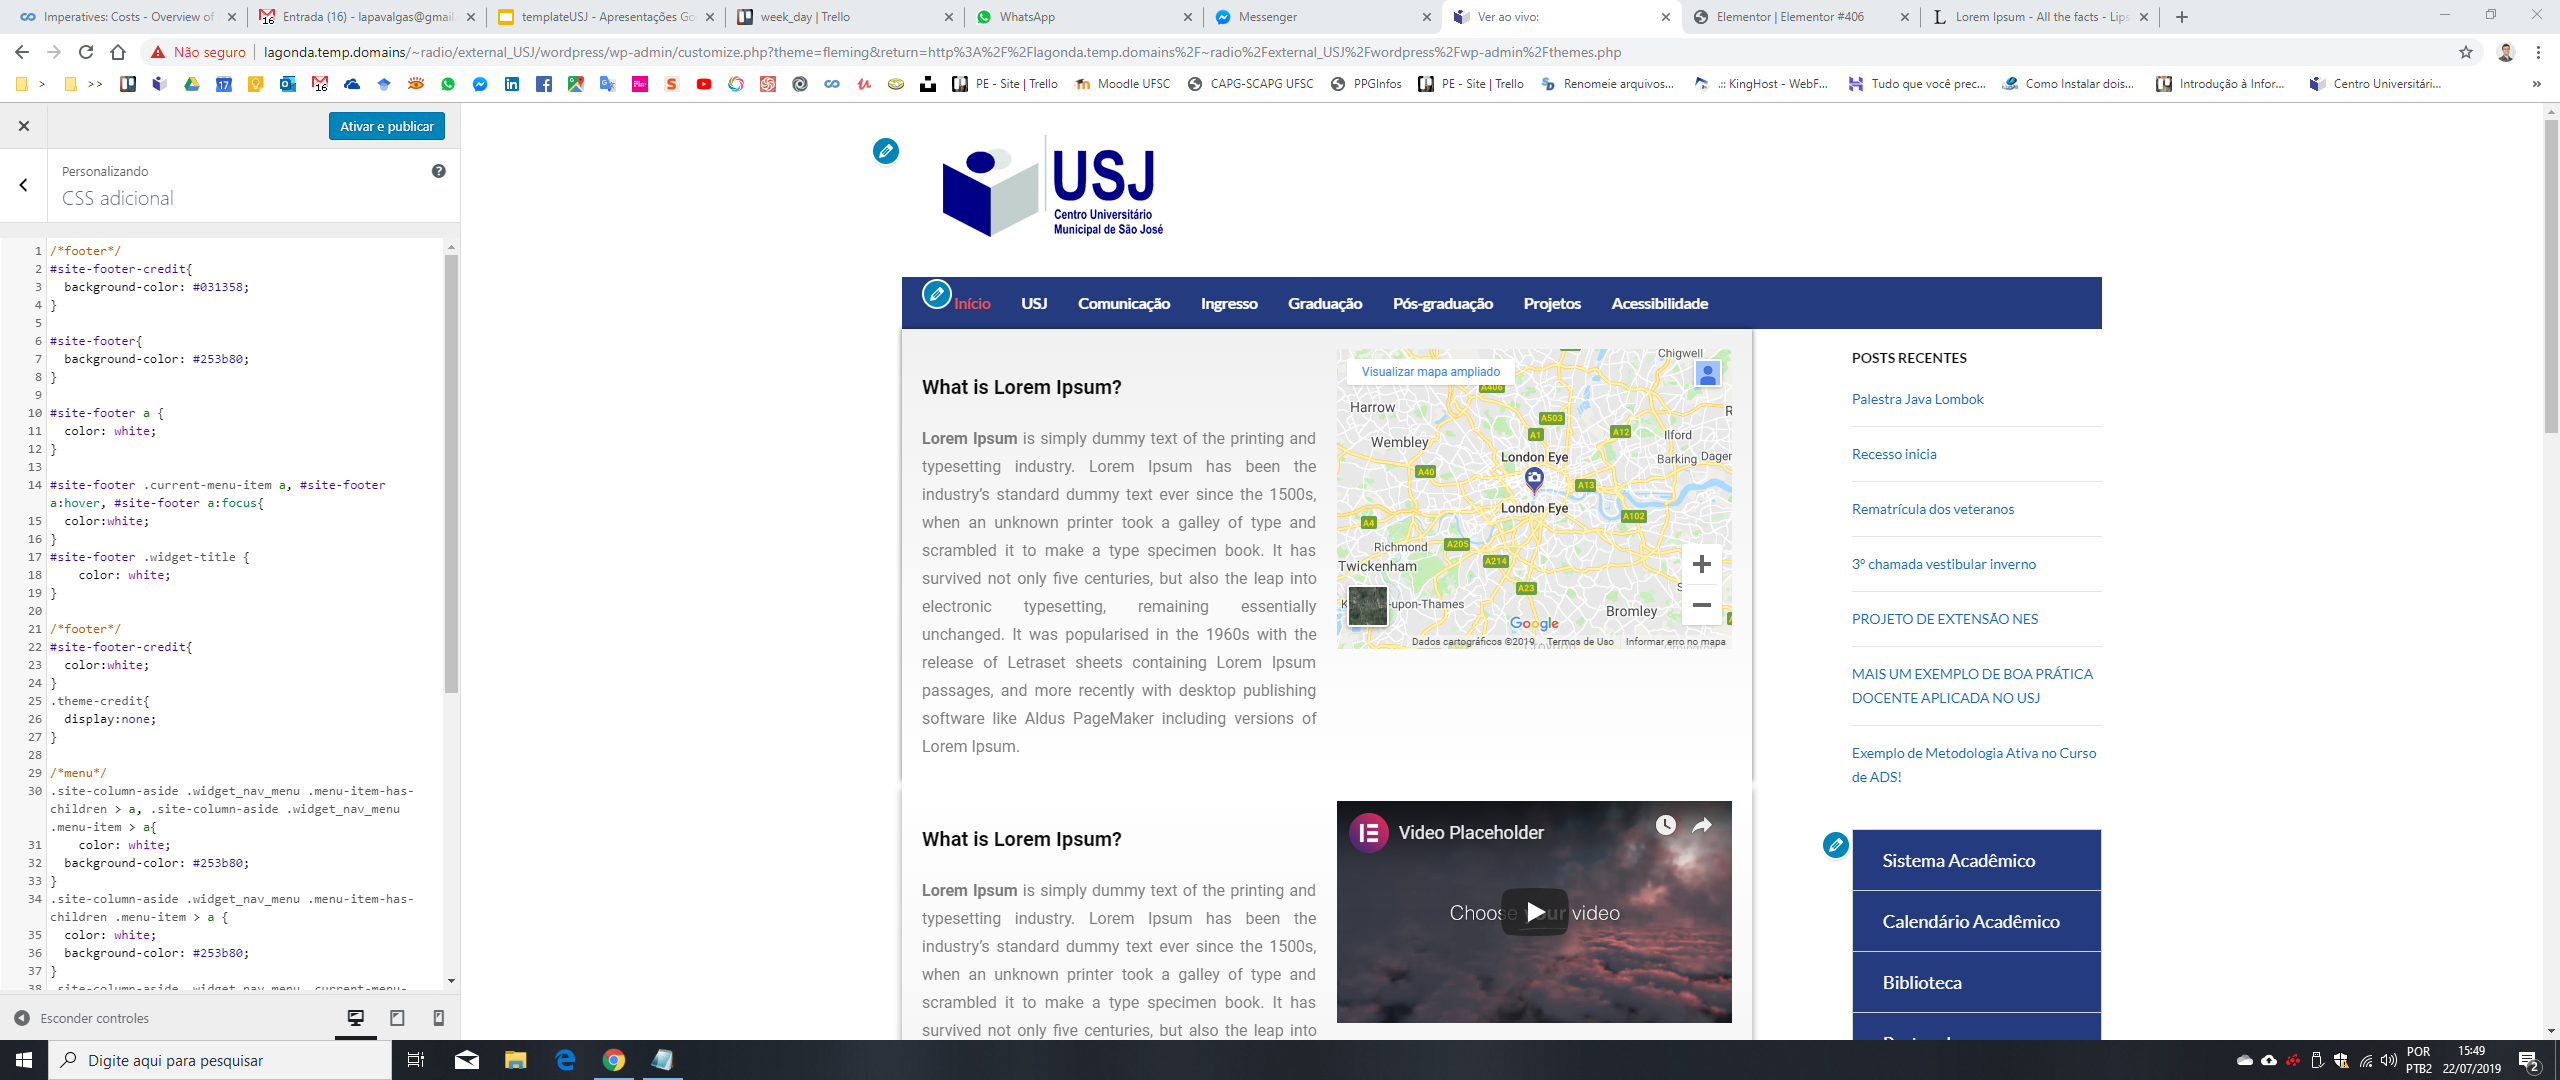 Imperatives: Costs - Overview of
Entrada (16) - lapavalgas@gmail.
templateUSJ - Apresentações Go
week_day | Trello
WhatsApp
Messenger
Ver ao vivo:
Elementor | Elementor #406
Lorem Ipsum - All the facts - Lips
Não seguro
lagonda.temp.domains/~radio/external_USJ/wordpress/wp-admin/customize.php?theme=fleming&return=http%3A%2F%2Flagonda.temp.domains%2F~radio%2Fexternal_USJ%2Fwordpress%2Fwp-admin%2Fthemes.php
>
>>
PE - Site | Trello
Moodle UFSC
CAPG-SCAPG UFSC
PPGInfos
PE - Site | Trello
Renomeie arquivos...
.:: KingHost - WebF...
Tudo que você prec...
Como Instalar dois...
Introdução à Infor...
Centro Universitári...
»
Ativar e publicar
Personalizando
CSS adicional
1 /*footer*/
2 #site-footer-credit{
3 background-color: #031358;
4 }
5
6 #site-footer{
7 background-color: #253b80;
8 }
9
10 #site-footer a {
11 color: white;
12 }
13
14 #site-footer .current-menu-item a, #site-footer
a:hover, #site-footer a:focus{
15 color:white;
16 }
17 #site-footer .widget-title {
18 color: white;
19 }
20
21 /*footer*/
22 #site-footer-credit{
23 color:white;
24 }
25 .theme-credit{
26 display:none;
27 }
28
29 /*menu*/
30 .site-column-aside .widget_nav_menu .menu-item-has-
children > a, .site-column-aside .widget_nav_menu
.menu-item > a{
31 color: white;
32 background-color: #253b80;
33 }
34 .site-column-aside .widget_nav_menu .menu-item-has-
children .menu-item > a {
35 color: white;
36 background-color: #253b80;
37 }
38 .site-column-aside .widget_nav_menu .current-menu-
Esconder controles
USJ
Centro Universitário
Municipal de São José
Início
USJ
Comunicação
Ingresso
Graduação
Pós-graduação
Projetos
Acessibilidade
What is Lorem Ipsum?
Lorem Ipsum is simply dummy text of the printing and
typesetting industry. Lorem Ipsum has been the
industry's standard dummy text ever since the 1500s,
when an unknown printer took a galley of type and
scrambled it to make a type specimen book. It has
survived not only five centuries, but also the leap into
electronic typesetting, remaining essentially
unchanged. It was popularised in the 1960s with the
release of Letraset sheets containing Lorem Ipsum
passages, and more recently with desktop publishing
software like Aldus PageMaker including versions of
Lorem Ipsum.
Visualizar mapa ampliado
Chigwell
A406
Harrow
A503
Wembley
A1
A12
Ilford
London Eye
Barking
Dagen
A40
A13
London Eye
A4
A102
Richmond
A205
A214
Twickenham
A23
-upon-Thames
Bromley
Google
Dados cartográficos ©2019
Termos de Uso
Informar erro no mapa
What is Lorem Ipsum?
Lorem Ipsum is simply dummy text of the printing and
typesetting industry. Lorem Ipsum has been the
industry's standard dummy text ever since the 1500s,
when an unknown printer took a galley of type and
scrambled it to make a type specimen book. It has
survived not only five centuries, but also the leap into
Video Placeholder
Choose your video
POSTS RECENTES
Palestra Java Lombok
Recesso inicia
Rematrícula dos veteranos
3º chamada vestibular inverno
PROJETO DE EXTENSÃO NES
MAIS UM EXEMPLO DE BOA PRÁTICA
DOCENTE APLICADA NO USJ
Exemplo de Metodologia Ativa no Curso
de ADS!
Sistema Acadêmico
Calendário Acadêmico
Biblioteca
Digite aqui para pesquisar
POR
PTB2
15:49
22/07/2019
2